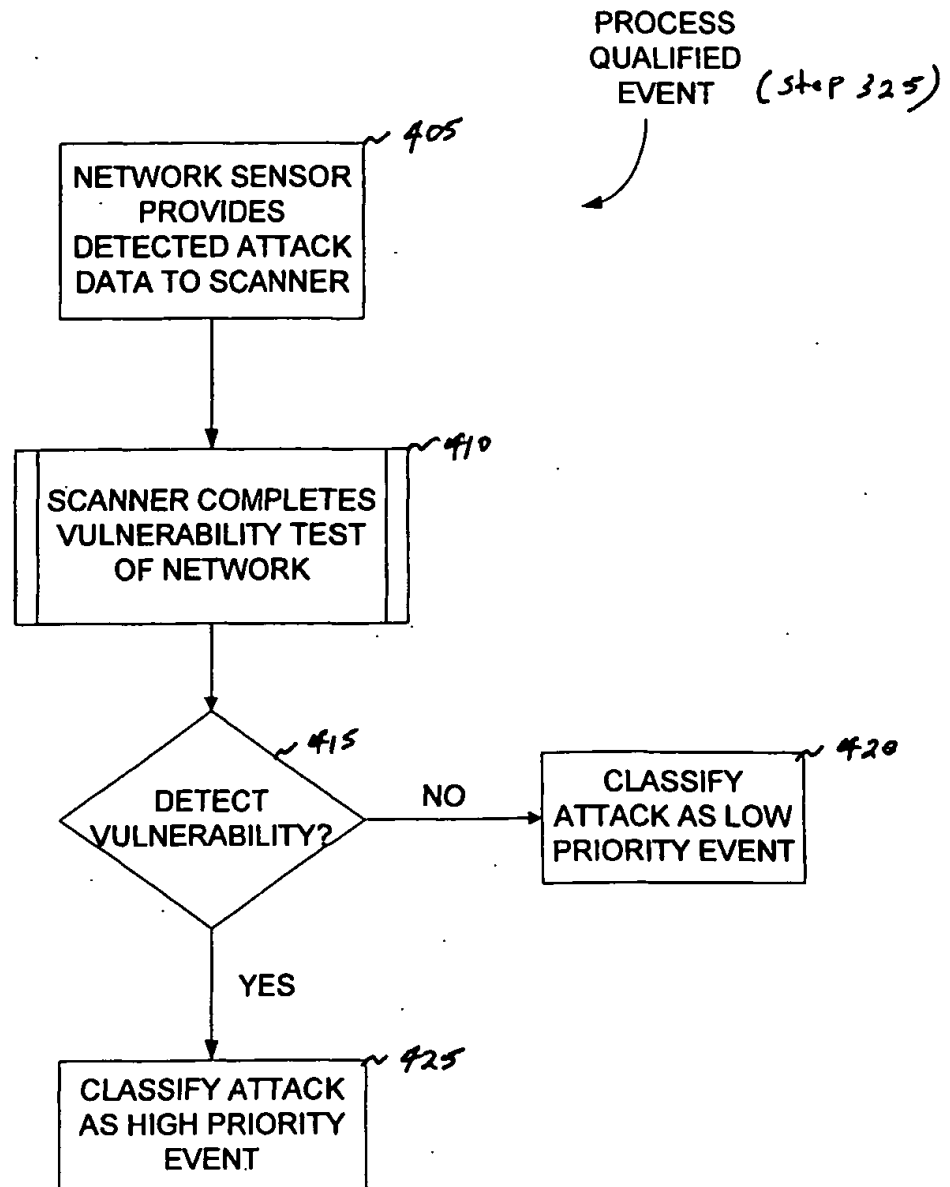 PROCESS
QUALIFIED
EVENT (step 325)
405
NETWORK SENSOR
PROVIDES
DETECTED ATTACK
DATA TO SCANNER
410
SCANNER COMPLETES
VULNERABILITY TEST
OF NETWORK
415
DETECT
VULNERABILITY?
NO
420
CLASSIFY
ATTACK AS LOW
PRIORITY EVENT
YES
425
CLASSIFY ATTACK
AS HIGH PRIORITY
EVENT